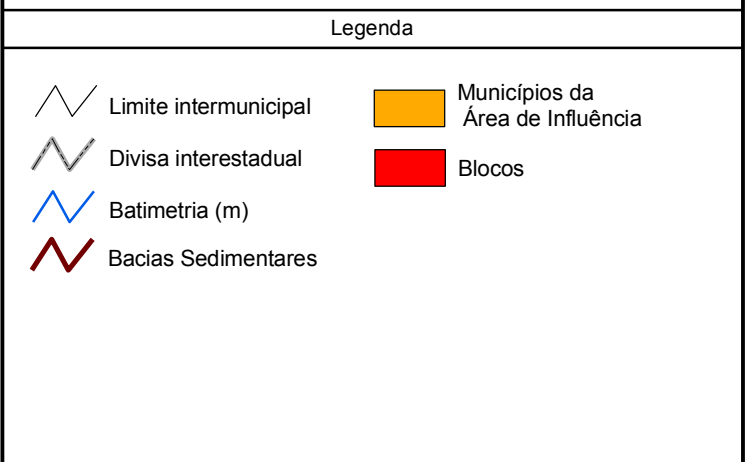 Legenda
Limite intermunicipal
Divisa interestadual
Batimetria (m)
Bacias Sedimentares
Municípios da
Área de Influência
Blocos